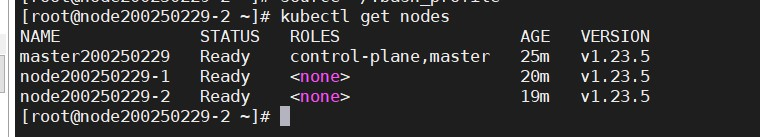 [root@node200250229-2 ~]# kubectl get nodes
NAME STATUS ROLES AGE VERSION
master200250229 Ready control-plane,master 25m v1.23.5
node200250229-1 Ready <none> 20m v1.23.5
node200250229-2 Ready <none> 19m v1.23.5
[root@node200250229-2 ~]#